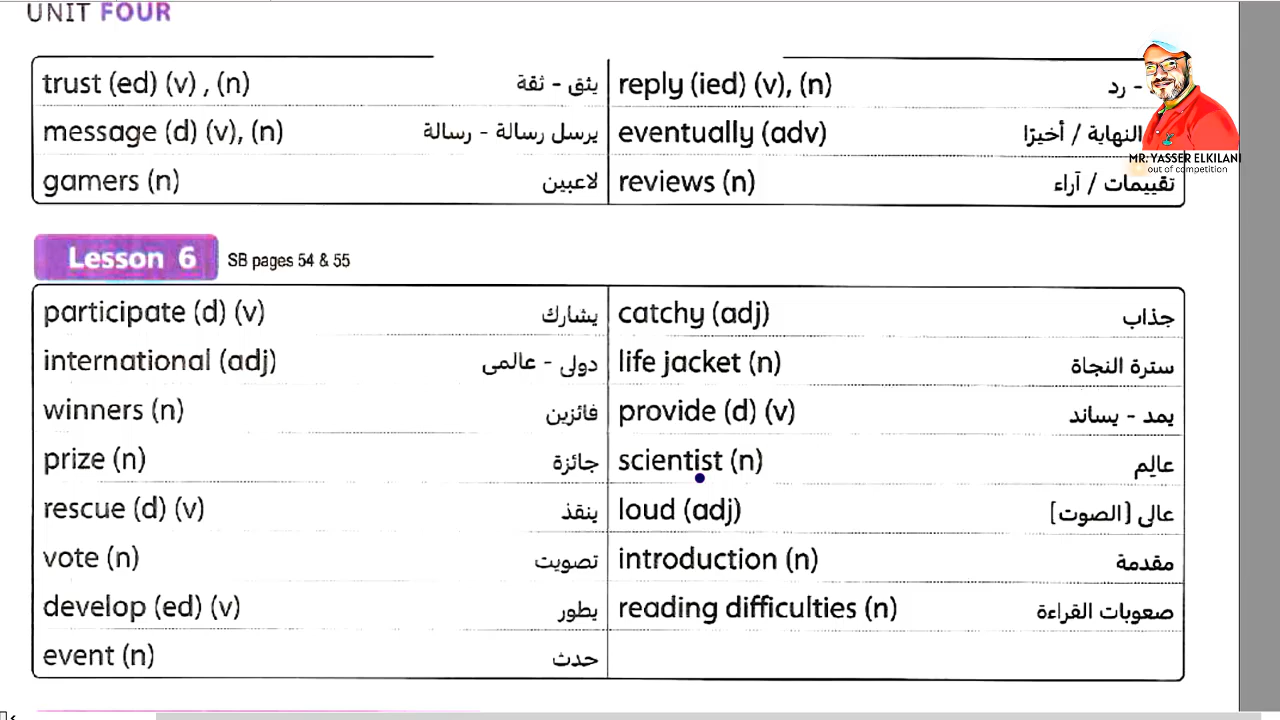 UNIT FOUR
trust (ed) (v) , (n) يثق - ثقة
reply (ied) (v), (n) - رد
message (d) (v), (n) يرسل رسالة - رسالة
eventually (adv) النهاية / أخيرًا
gamers (n) لاعبين
reviews (n) تقييمات / آراء
MR. YASSER ELKILANI
out of competition
Lesson 6 SB pages 54 & 55
participate (d) (v) يشارك
catchy (adj) جذاب
international (adj) دولى - عالمى
life jacket (n) سترة النجاة
winners (n) فائزين
provide (d) (v) يمد - يساند
prize (n) جائزة
scientist (n) عالِم
rescue (d) (v) ينقذ
loud (adj) عالى [الصوت]
vote (n) تصويت
introduction (n) مقدمة
develop (ed) (v) يطور
reading difficulties (n) صعوبات القراءة
event (n) حدث